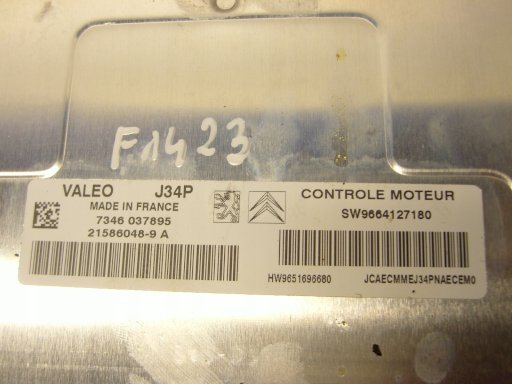 F1423
VALEO J34P
MADE IN FRANCE
7346 037895
21586048-9 A
CONTROLE MOTEUR
SW9664127180
HW9651696680 JCAECMMEJ34PNAECEM0